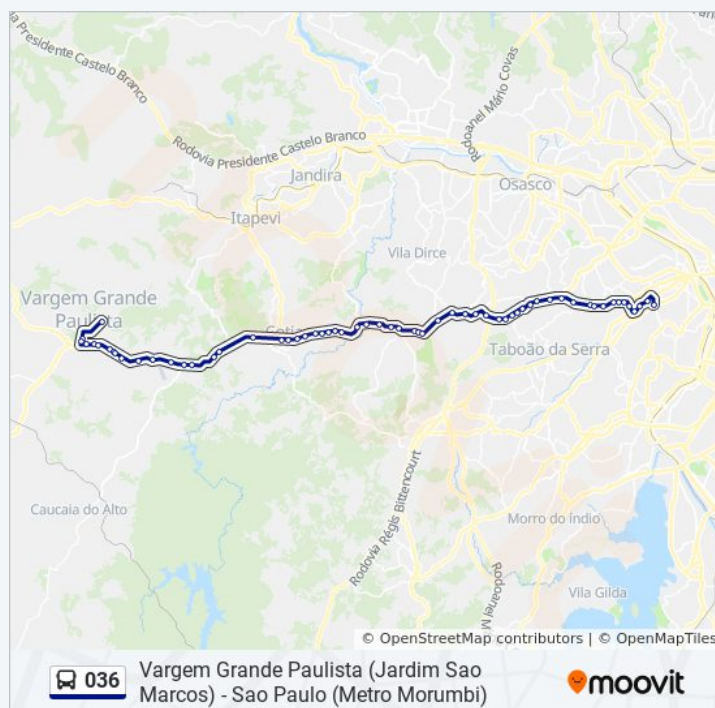 a Presidente Castelo Branco
Rodovia Presidente Castelo Branco
Rodoanel Mário Covas
Jandira
Osasco
Itapevi
Vila Dirce
Vargem Grande
Paulista
Taboão da Serra
Caucaia do Alto
Rodovia Régis Bittencourt
Morro do Índio
Rodoanel M
Vila Gilda
© OpenStreetMap contributors | © OpenMapTiles
036
Vargem Grande Paulista (Jardim Sao
Marcos) - Sao Paulo (Metro Morumbi)
moovit